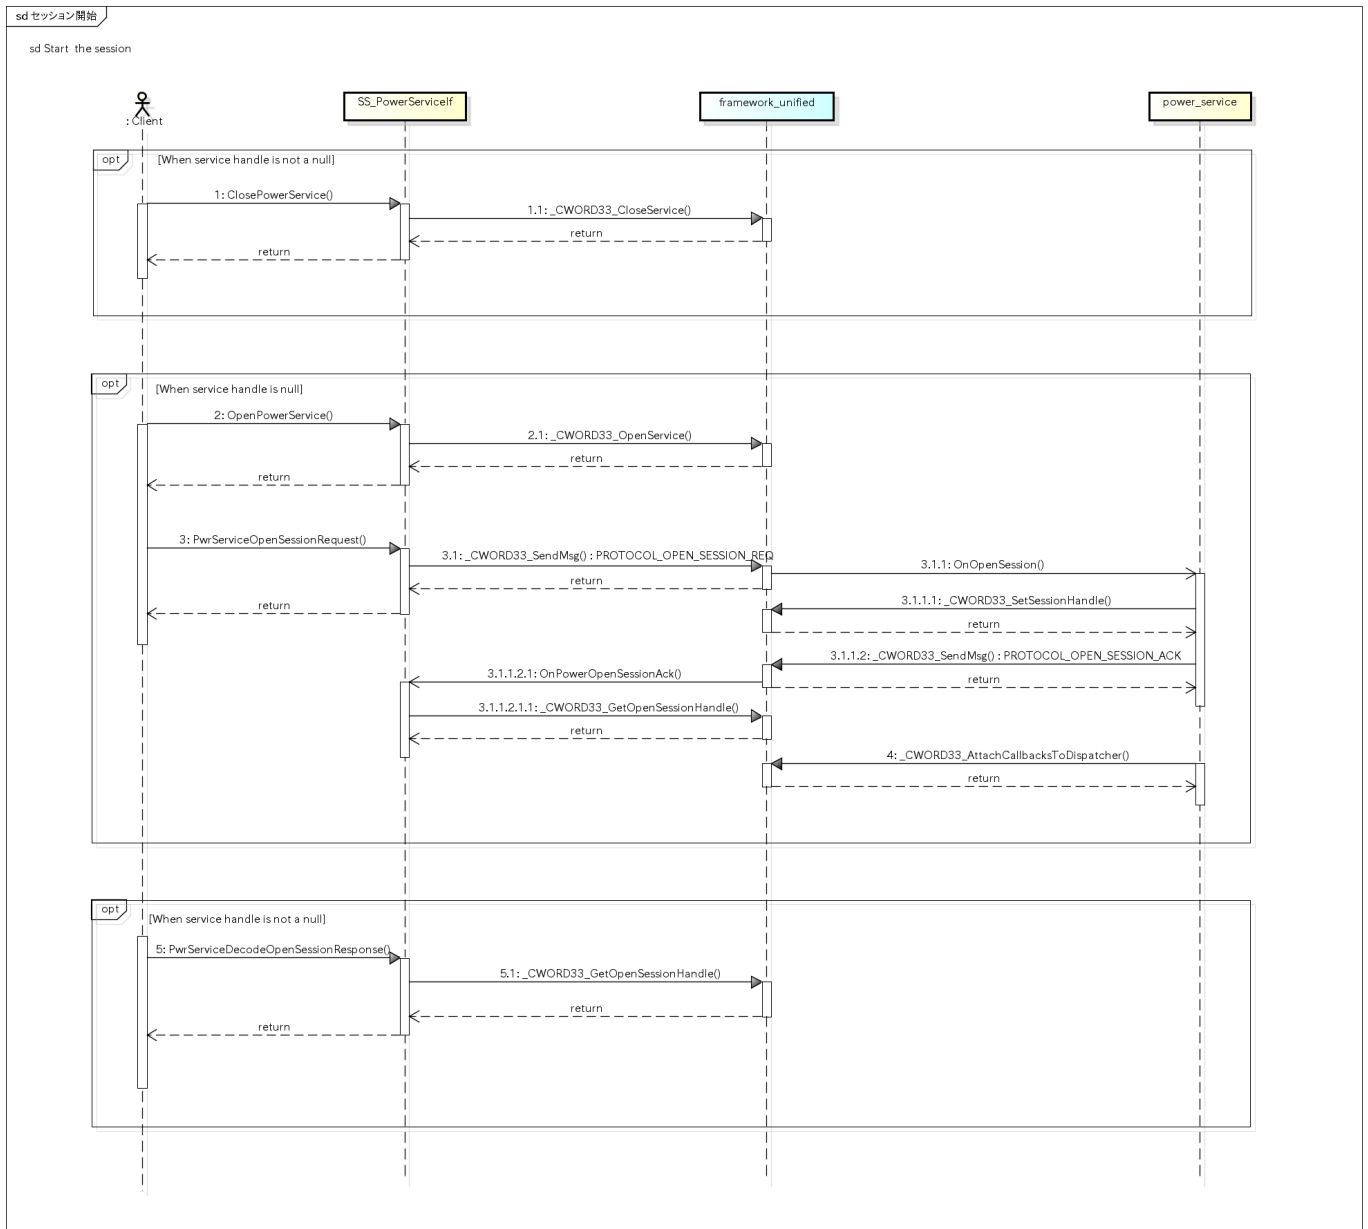 sd セッション開始
sd Start  the session
: Client
SS_PowerServiceIf
framework_unified
power_service
opt
[When service handle is not a null]
1: ClosePowerService()
1.1: _CWORD33_CloseService()
return
return
opt
[When service handle is null]
2: OpenPowerService()
2.1: _CWORD33_OpenService()
return
return
3: PwrServiceOpenSessionRequest()
3.1: _CWORD33_SendMsg() : PROTOCOL_OPEN_SESSION_REQ
3.1.1: OnOpenSession()
return
3.1.1.1: _CWORD33_SetSessionHandle()
return
return
3.1.1.2: _CWORD33_SendMsg() : PROTOCOL_OPEN_SESSION_ACK
3.1.1.2.1: OnPowerOpenSessionAck()
return
3.1.1.2.1.1: _CWORD33_GetOpenSessionHandle()
return
4: _CWORD33_AttachCallbacksToDispatcher()
return
opt
[When service handle is not a null]
5: PwrServiceDecodeOpenSessionResponse()
5.1: _CWORD33_GetOpenSessionHandle()
return
return